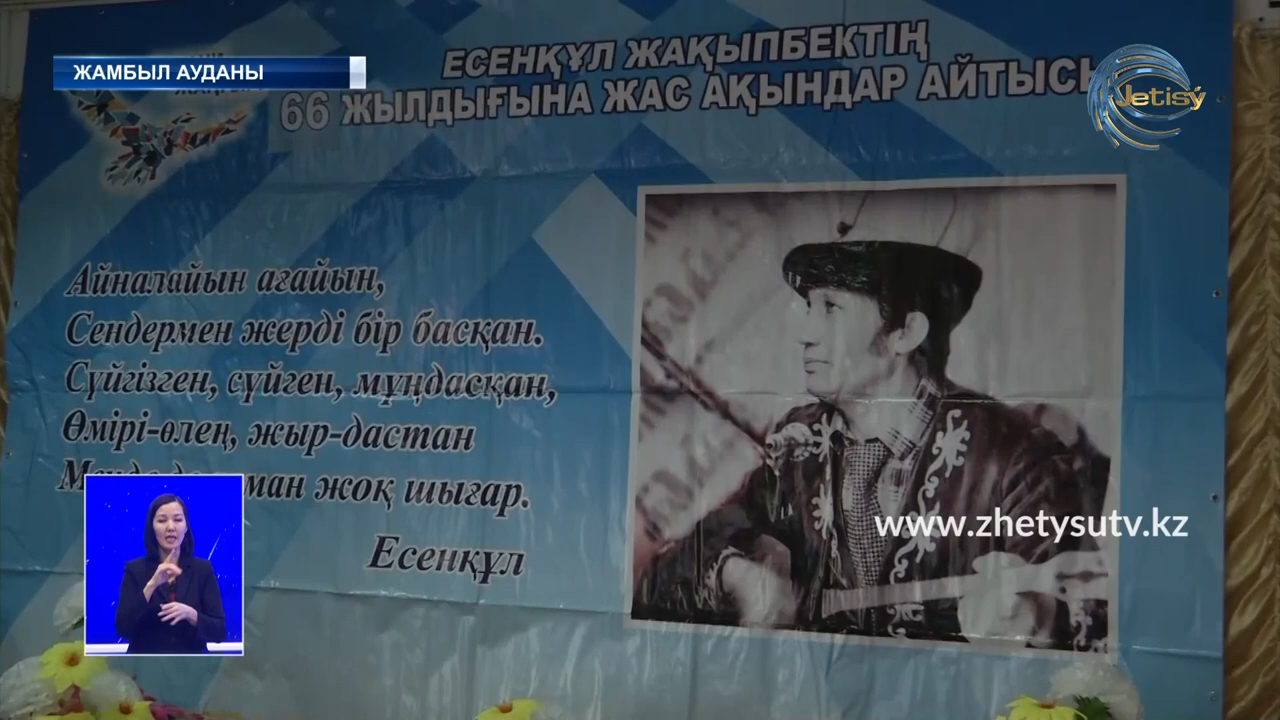 ЖАМБЫЛ АУДАНЫ
ЕСЕНҚҰЛ ЖАҚЫПБЕКТІҢ
66 ЖЫЛДЫҒЫНА ЖАС АҚЫНДАР АЙТЫСЫ
Jetisý
Айналайын ағайын,
Сендермен жерді бір басқан.
Сүйгізген, сүйген, мұңдасқан,
Өмірі-өлең, жыр-дастан
жоқ шығар.
Есенқұл
www.zhetysutv.kz